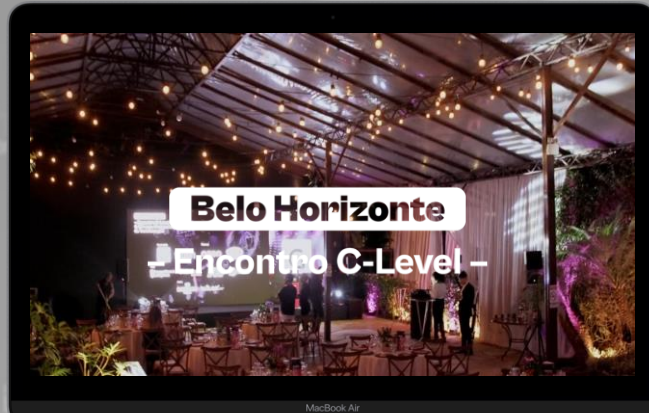 Belo Horizonte
– Encontro C-Level –
MacBook Air